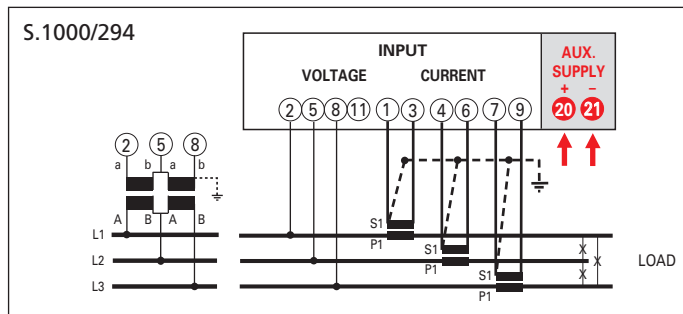 S.1000/294
INPUT
VOLTAGE CURRENT
AUX.
SUPPLY
+ –
2 5 8 11 1 3 4 6 7 9 20 21
2 5 8
a b a b
A B A B
S1
P1
S1
P1
S1
P1
L1
L2
L3
X
X
X
LOAD